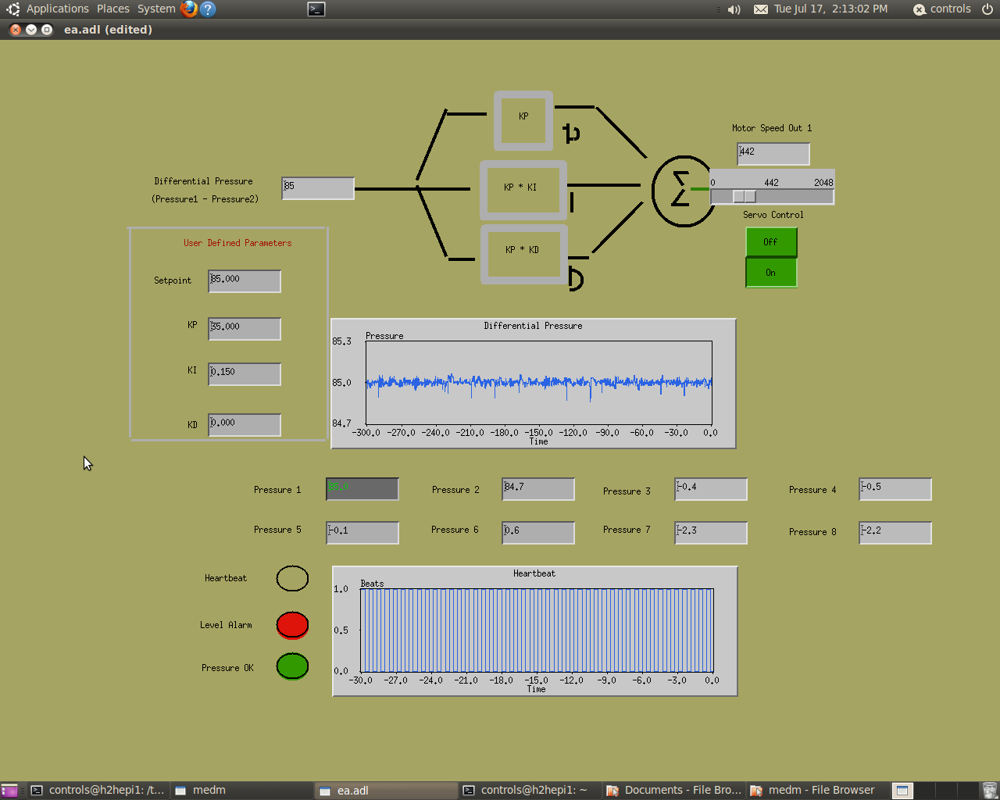 Applications Places System ?
Tue Jul 17, 2:13:02 PM controls
ea.adl (edited)
KP
P
Motor Speed Out 1
442
Differential Pressure
(Pressure1 - Pressure2)
85
KP * KI
I
Σ
0 442 2048
Servo Control
Off
On
KP * KD
D
User Defined Parameters
Setpoint 85.000
KP 35.000
KI 0.150
KD 0.000
Differential Pressure
Pressure
85.3
85.0
84.7
-300.0 -270.0 -240.0 -210.0 -180.0 -150.0 -120.0 -90.0 -60.0 -30.0 0.0
Time
Pressure 1 85.0 Pressure 2 84.7 Pressure 3 -0.4 Pressure 4 -0.5
Pressure 5 -0.1 Pressure 6 0.6 Pressure 7 -2.3 Pressure 8 -2.2
Heartbeat
Level Alarm
Pressure OK
Heartbeat
Beats
1.0
0.5
0.0
-30.0 -27.0 -24.0 -21.0 -18.0 -15.0 -12.0 -9.0 -6.0 -3.0 0.0
Time
controls@h2hepi1: /t... medm ea.adl controls@h2hepi1: ~ Documents - File Bro... medm - File Browser